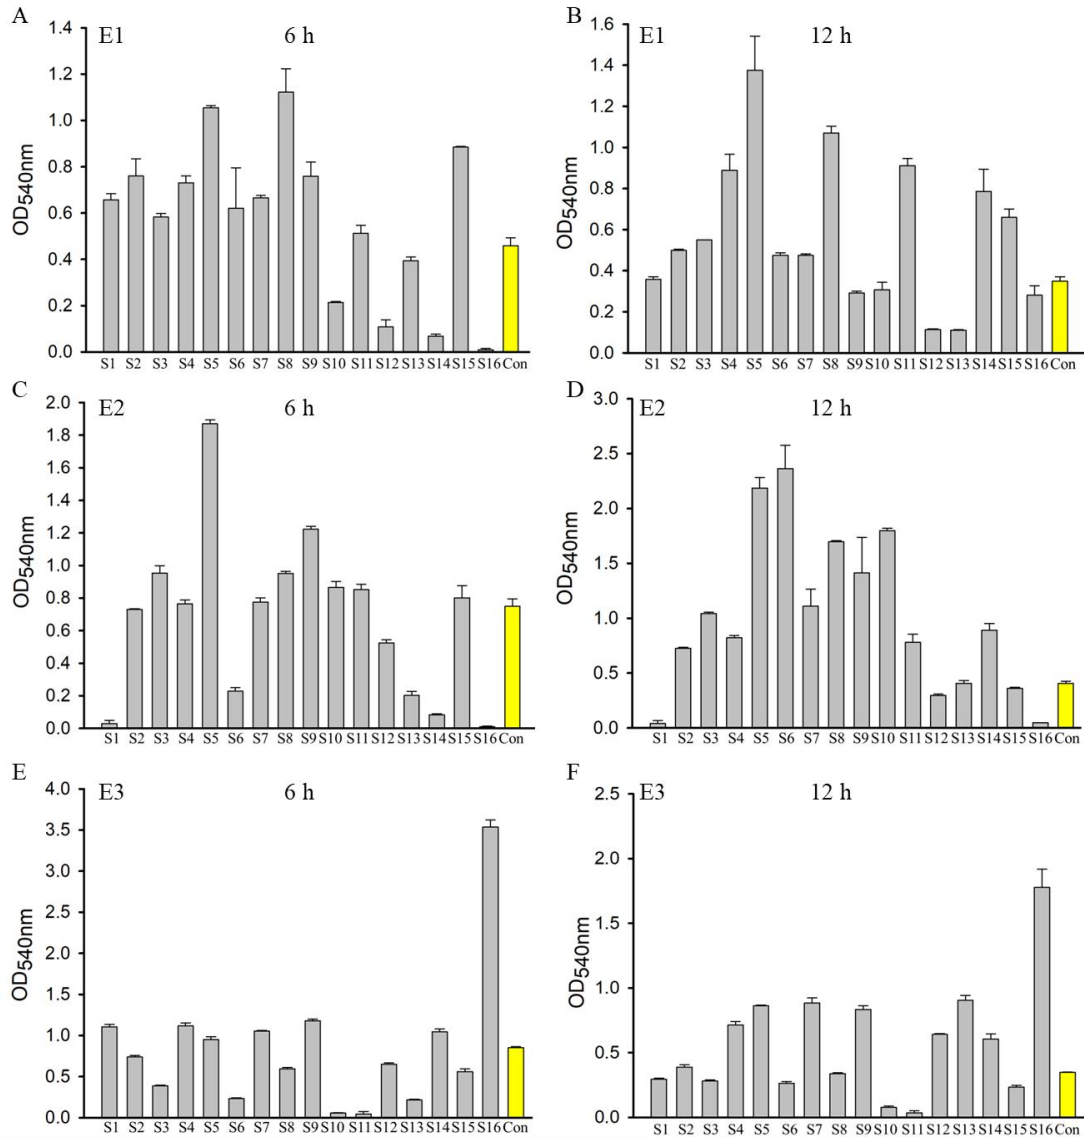 A
E1
6 h
1.4
1.2
1.0
0.8
0.6
0.4
0.2
0.0
OD540nm
S1 S2 S3 S4 S5 S6 S7 S8 S9 S10 S11 S12 S13 S14 S15 S16 Con
B
E1
12 h
1.6
1.4
1.2
1.0
0.8
0.6
0.4
0.2
0.0
OD540nm
S1 S2 S3 S4 S5 S6 S7 S8 S9 S10 S11 S12 S13 S14 S15 S16 Con
C
E2
6 h
2.0
1.8
1.6
1.4
1.2
1.0
0.8
0.6
0.4
0.2
0.0
OD540nm
S1 S2 S3 S4 S5 S6 S7 S8 S9 S10 S11 S12 S13 S14 S15 S16 Con
D
E2
12 h
3.0
2.5
2.0
1.5
1.0
0.5
0.0
OD540nm
S1 S2 S3 S4 S5 S6 S7 S8 S9 S10 S11 S12 S13 S14 S15 S16 Con
E
E3
6 h
4.0
3.5
3.0
2.5
2.0
1.5
1.0
0.5
0.0
OD540nm
S1 S2 S3 S4 S5 S6 S7 S8 S9 S10 S11 S12 S13 S14 S15 S16 Con
F
E3
12 h
2.5
2.0
1.5
1.0
0.5
0.0
OD540nm
S1 S2 S3 S4 S5 S6 S7 S8 S9 S10 S11 S12 S13 S14 S15 S16 Con